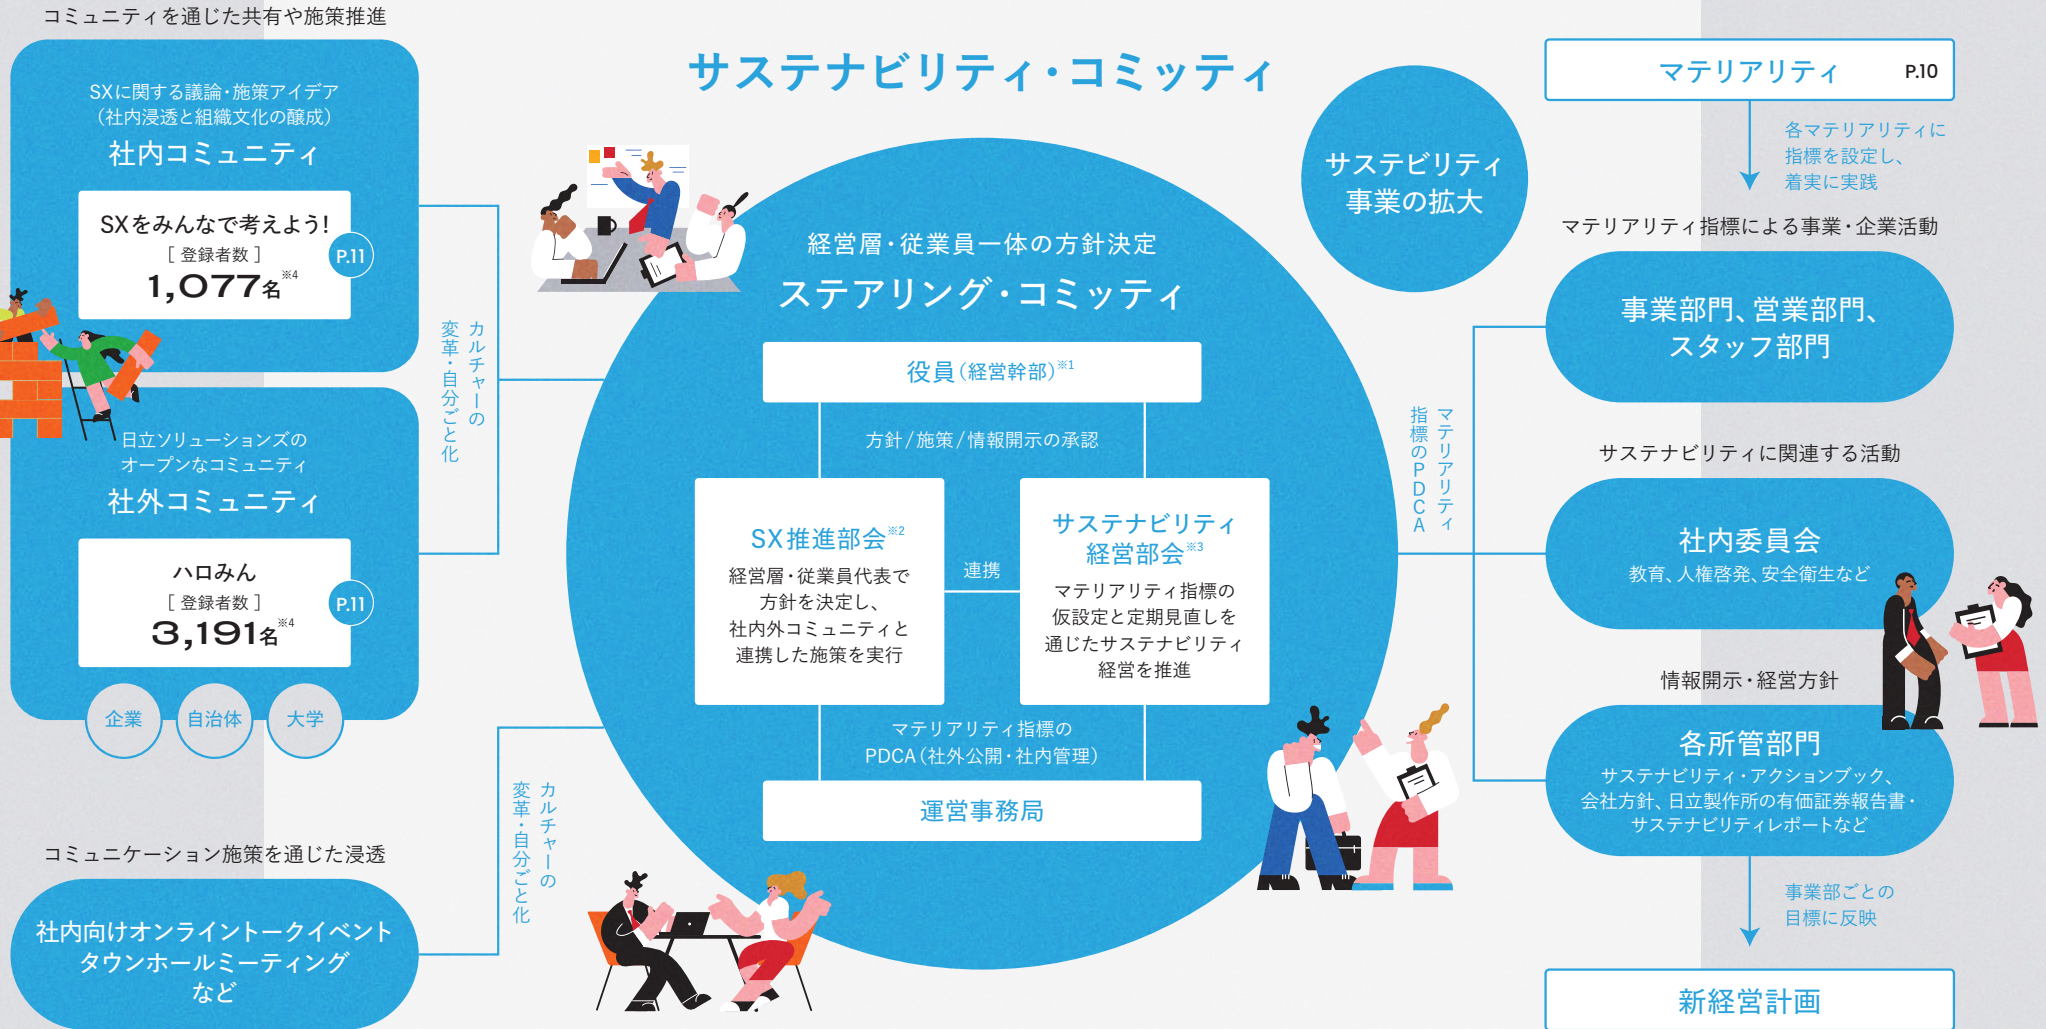 コミュニティを通じた共有や施策推進
SXに関する議論・施策アイデア
（社内浸透と組織文化の醸成）
社内コミュニティ
SXをみんなで考えよう!
［ 登録者数 ］
1,077名※4
P.11
日立ソリューションズの
オープンなコミュニティ
社外コミュニティ
ハロみん
［ 登録者数 ］
3,191名※4
P.11
企業
自治体
大学
コミュニケーション施策を通じた浸透
社内向けオンライントークイベント
タウンホールミーティング
など
カルチャーの
変革・自分ごと化
カルチャーの
変革・自分ごと化
サステナビリティ・コミッティ
経営層・従業員一体の方針決定
ステアリング・コミッティ
役員（経営幹部）※1
方針/施策/情報開示の承認
SX推進部会※2
経営層・従業員代表で
方針を決定し、
社内外コミュニティと
連携した施策を実行
連携
サステナビリティ
経営部会※3
マテリアリティ指標の
仮設定と定期見直しを
通じたサステナビリティ
経営を推進
マテリアリティ指標の
PDCA（社外公開・社内管理）
運営事務局
サステビリティ
事業の拡大
マテリアリティ
指標のPDCA
マテリアリティ P.10
各マテリアリティに
指標を設定し、
着実に実践
マテリアリティ指標による事業・企業活動
事業部門、営業部門、
スタッフ部門
サステナビリティに関連する活動
社内委員会
教育、人権啓発、安全衛生など
情報開示・経営方針
各所管部門
サステナビリティ・アクションブック、
会社方針、日立製作所の有価証券報告書・
サステナビリティレポートなど
事業部ごとの
目標に反映
新経営計画